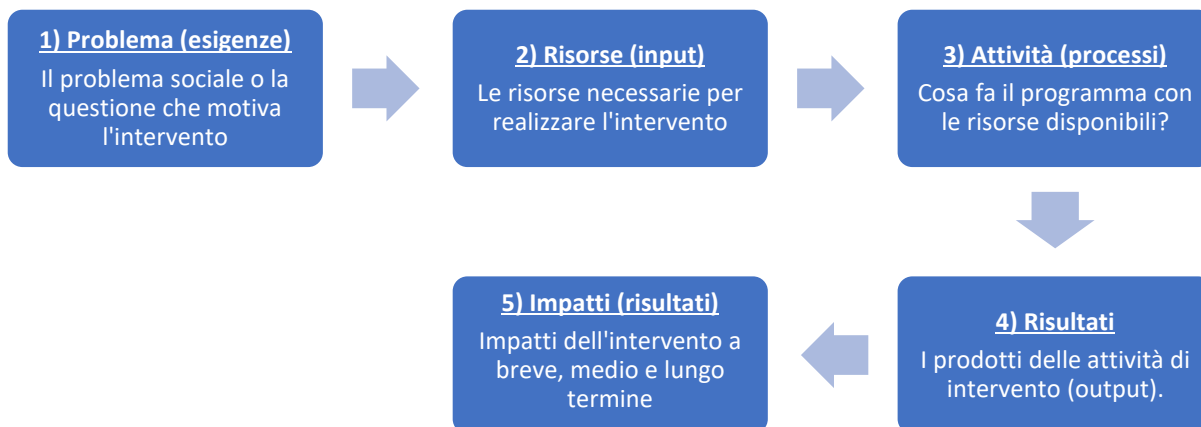 1) Problema (esigenze)
Il problema sociale o la
questione che motiva
l'intervento
2) Risorse (input)
Le risorse necessarie per
realizzare l'intervento
3) Attività (processi)
Cosa fa il programma con
le risorse disponibili?
4) Risultati
I prodotti delle attività di
intervento (output).
5) Impatti (risultati)
Impatti dell'intervento a
breve, medio e lungo
termine